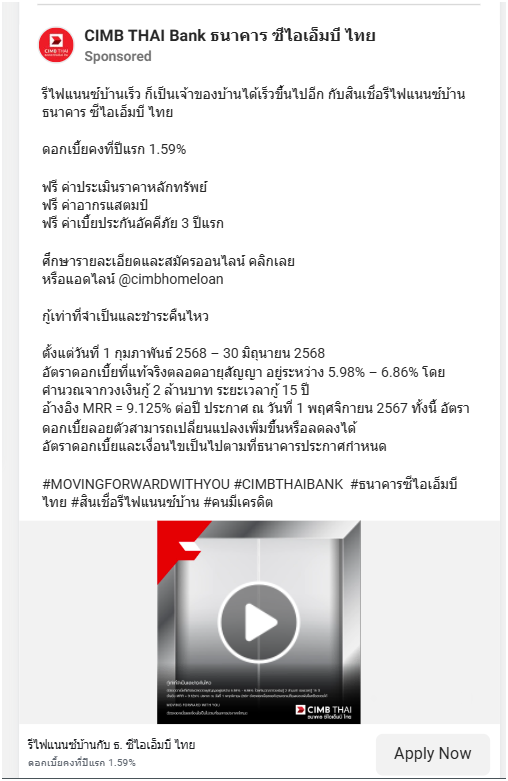 CIMB THAI Bank ธนาคาร ซีไอเอ็มบี ไทย
CIMB THAI
Sponsored
รีไฟแนนซ์บ้านเร็ว ก็เป็นเจ้าของบ้านได้เร็วขึ้นไปอีก กับสินเชื่อรีไฟแนนซ์บ้าน
ธนาคาร ซีไอเอ็มบี ไทย
ดอกเบี้ยคงที่ปีแรก 1.59%
ฟรี ค่าประเมินราคาหลักทรัพย์
ฟรี ค่าอากรแสตมป์
ฟรี ค่าเบี้ยประกันอัคคีภัย 3 ปีแรก
ศึกษารายละเอียดและสมัครออนไลน์ คลิกเลย
หรือแอดไลน์ @cimbhomeloan
กู้เท่าที่จำเป็นและชำระคืนไหว
ตั้งแต่วันที่ 1 กุมภาพันธ์ 2568 – 30 มิถุนายน 2568
อัตราดอกเบี้ยที่แท้จริงตลอดอายุสัญญา อยู่ระหว่าง 5.98% – 6.86% โดย
คำนวณจากวงเงินกู้ 2 ล้านบาท ระยะเวลากู้ 15 ปี
อ้างอิง MRR = 9.125% ต่อปี ประกาศ ณ วันที่ 1 พฤศจิกายน 2567 ทั้งนี้ อัตรา
ดอกเบี้ยลอยตัวสามารถเปลี่ยนแปลงเพิ่มขึ้นหรือลดลงได้
อัตราดอกเบี้ยและเงื่อนไขเป็นไปตามที่ธนาคารประกาศกำหนด
#MOVINGFORWARDWITHYOU #CIMBTHAIBANK #ธนาคารซีไอเอ็มบี
ไทย #สินเชื่อรีไฟแนนซ์บ้าน #คนมีเครดิต
MOVING FORWARD WITH YOU
CIMB THAI
ธนาคาร ซีไอเอ็มบี ไทย
รีไฟแนนซ์บ้านกับ ธ. ซีไอเอ็มบี ไทย
ดอกเบี้ยคงที่ปีแรก 1.59%
Apply Now